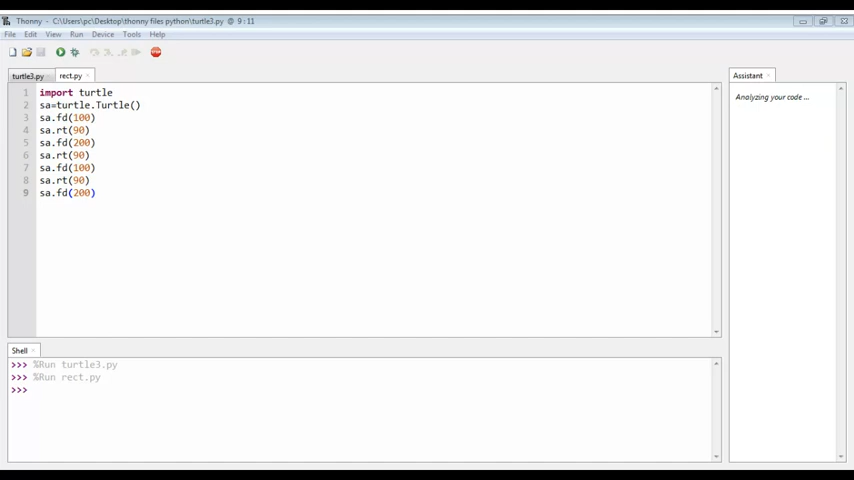 Thonny - C:\Users\pc\Desktop\thonny files python\turtle3.py @ 9:11
File Edit View Run Device Tools Help
STOP
turtle3.py × rect.py ×
Assistant ×
1 import turtle
2 sa=turtle.Turtle()
3 sa.fd(100)
4 sa.rt(90)
5 sa.fd(200)
6 sa.rt(90)
7 sa.fd(100)
8 sa.rt(90)
9 sa.fd(200)
Analyzing your code ...
Shell ×
>>> %Run turtle3.py
>>> %Run rect.py
>>>